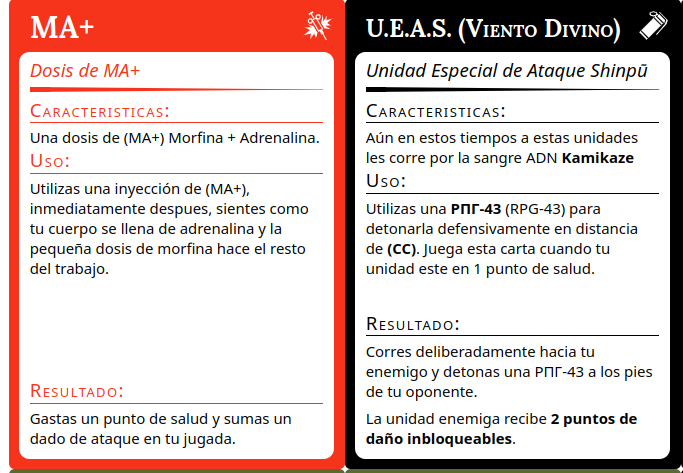 MA+
Dosis de MA+
Caracteristicas:
Una dosis de (MA+) Morfina + Adrenalina.
Uso:
Utilizas una inyección de (MA+),
inmediatamente despues, sientes como
tu cuerpo se llena de adrenalina y la
pequeña dosis de morfina hace el resto
del trabajo.
Resultado:
Gastas un punto de salud y sumas un
dado de ataque en tu jugada.
U.E.A.S. (Viento Divino)
Unidad Especial de Ataque Shinpū
Caracteristicas:
Aún en estos tiempos a estas unidades
les corre por la sangre ADN Kamikaze
Uso:
Utilizas una РПГ-43 (RPG-43) para
detonarla defensivamente en distancia
de (CC). Juega esta carta cuando tu
unidad este en 1 punto de salud.
Resultado:
Corres deliberadamente hacia tu
enemigo y detonas una РПГ-43 a los pies
de tu oponente.
La unidad enemiga recibe 2 puntos de
daño inbloqueables.